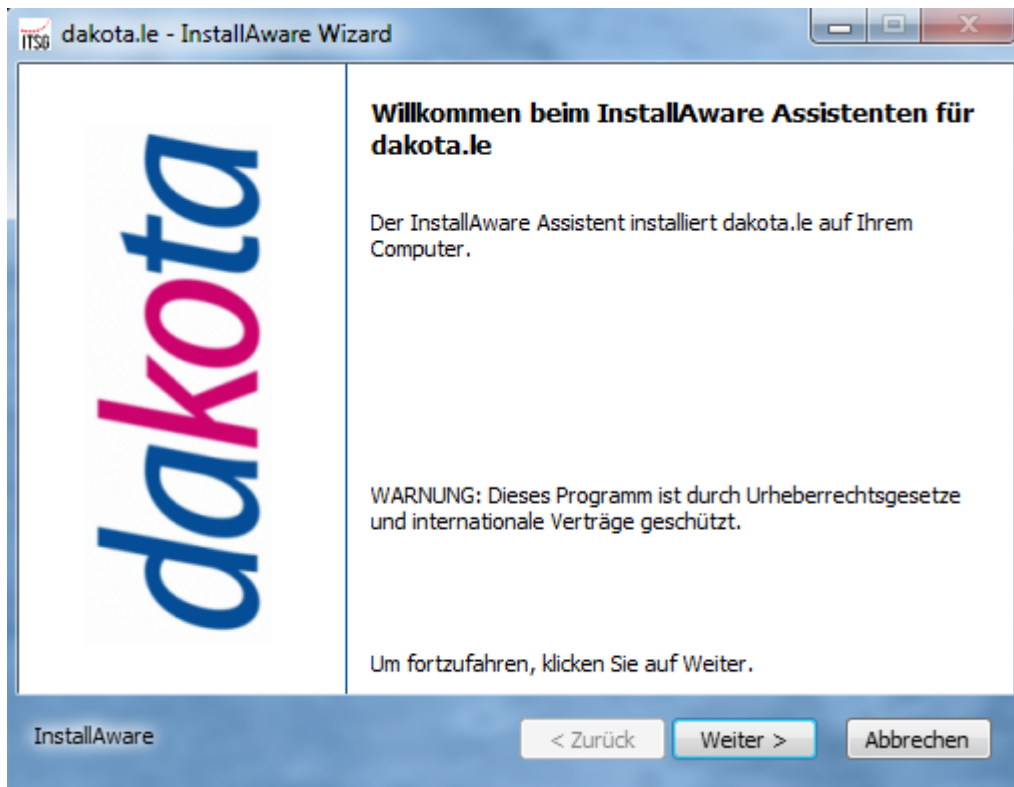 ITSG dakota.le - InstallAware Wizard
dakota
Willkommen beim InstallAware Assistenten für
dakota.le
Der InstallAware Assistent installiert dakota.le auf Ihrem
Computer.
WARNUNG: Dieses Programm ist durch Urheberrechtsgesetze
und internationale Verträge geschützt.
Um fortzufahren, klicken Sie auf Weiter.
InstallAware
< Zurück Weiter > Abbrechen